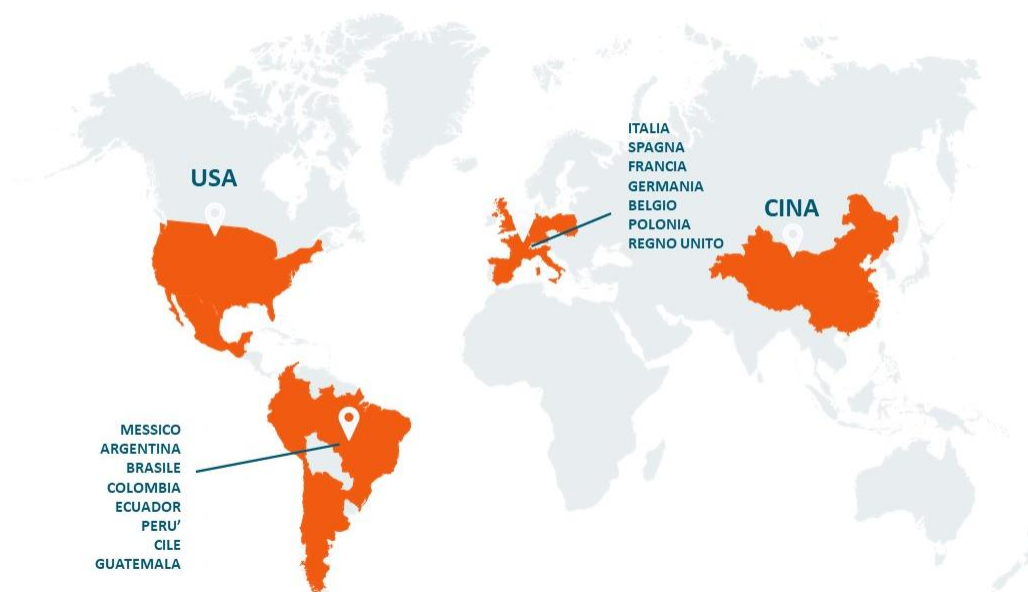 USA
ITALIA
SPAGNA
FRANCIA
GERMANIA
BELGIO
POLONIA
REGNO UNITO
CINA
MESSICO
ARGENTINA
BRASILE
COLOMBIA
ECUADOR
PERU’
CILE
GUATEMALA